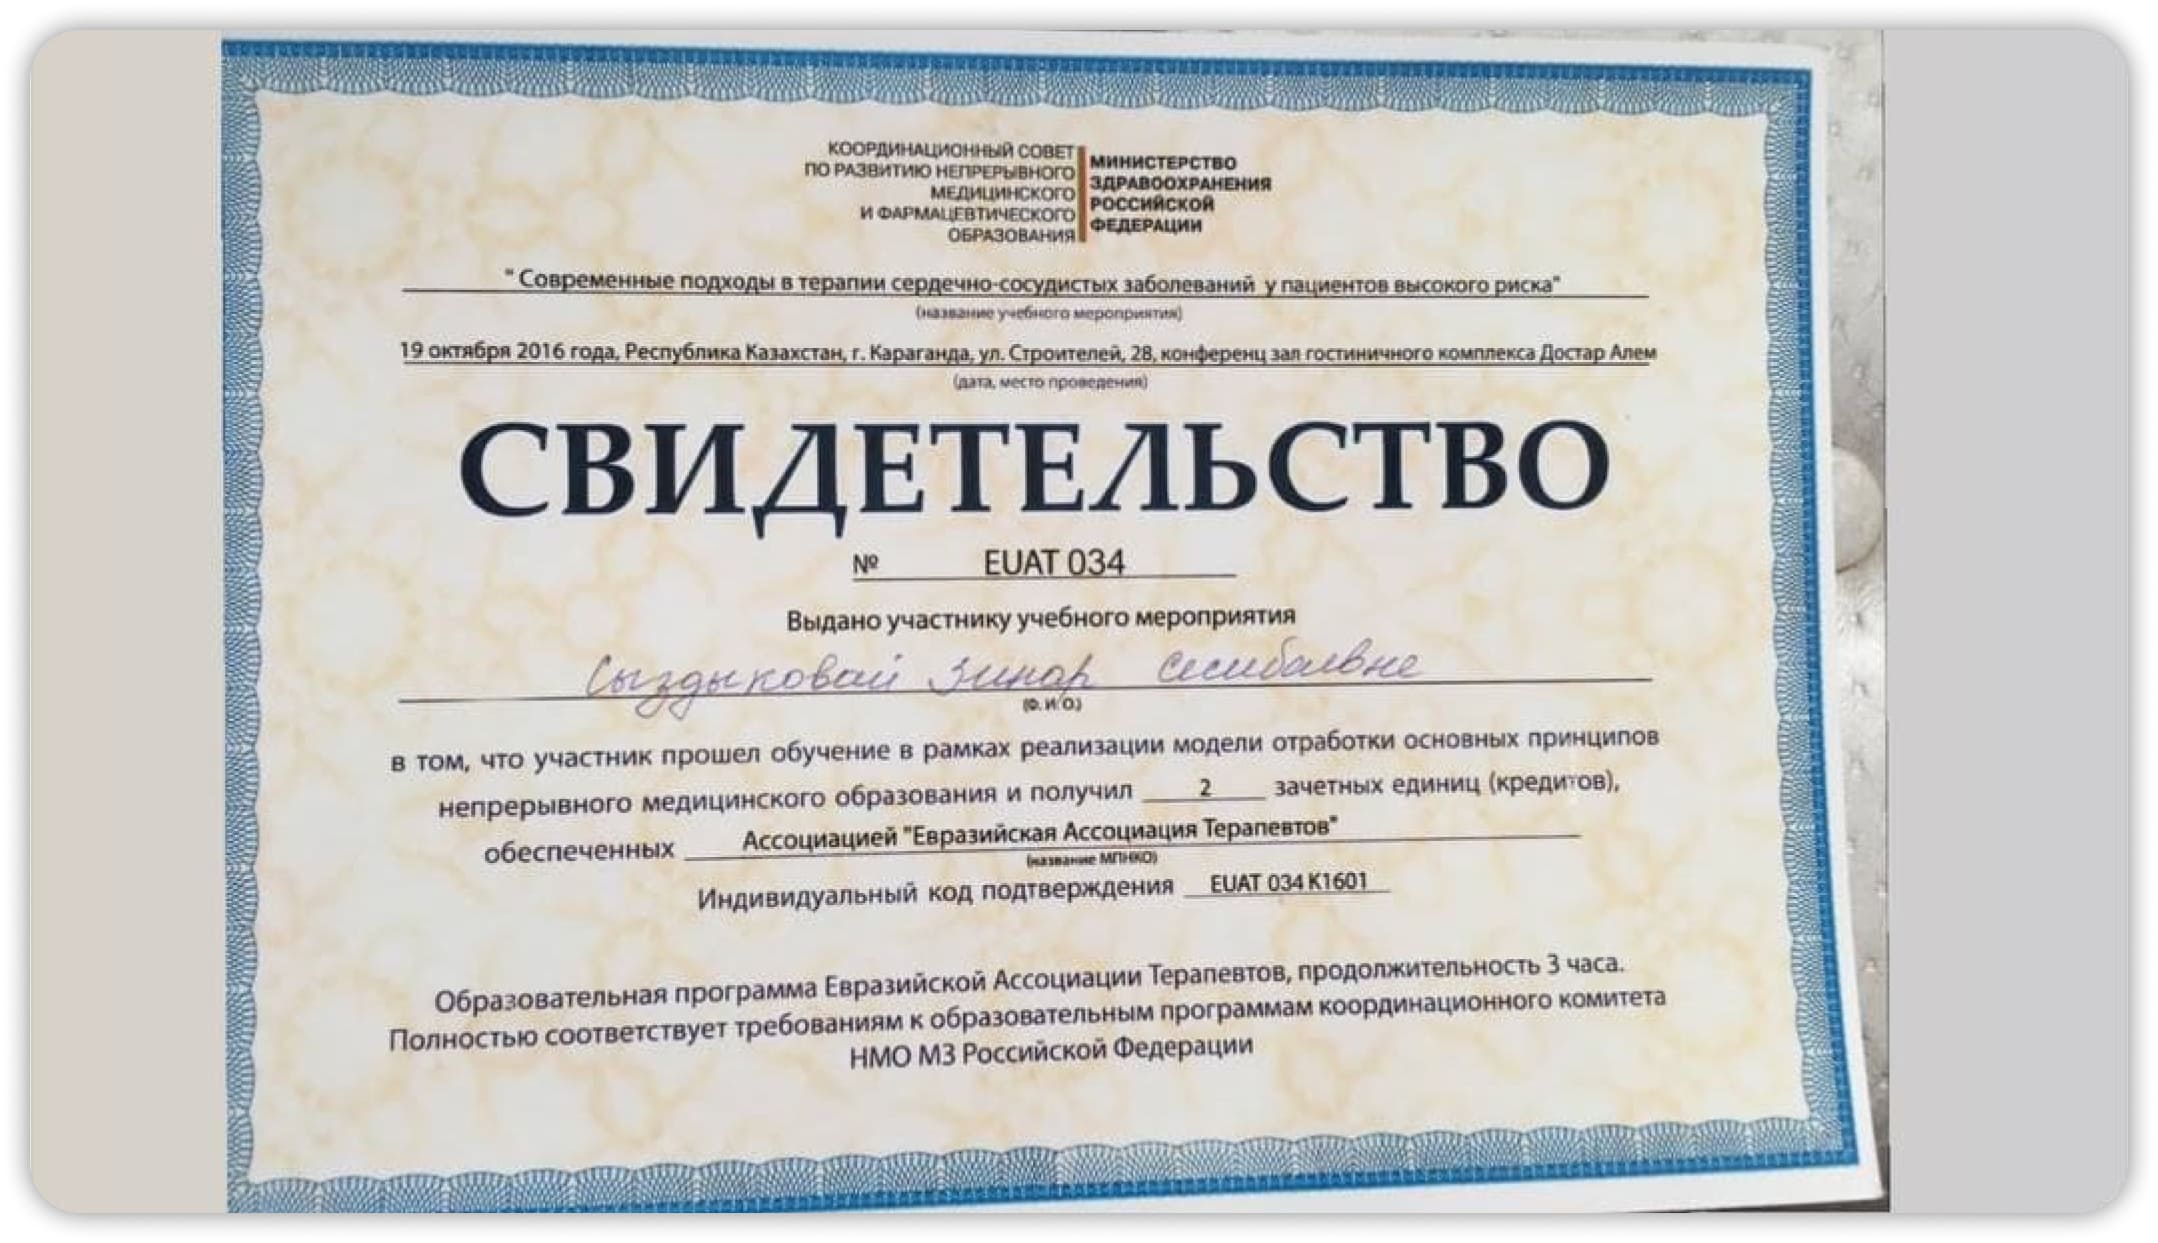 КООРДИНАЦИОННЫЙ СОВЕТ
ПО РАЗВИТИЮ НЕПРЕРЫВНОГО
МЕДИЦИНСКОГО
И ФАРМАЦЕВТИЧЕСКОГО
ОБРАЗОВАНИЯ
МИНИСТЕРСТВО
ЗДРАВООХРАНЕНИЯ
РОССИЙСКОЙ
ФЕДЕРАЦИИ
" Современные подходы в терапии сердечно-сосудистых заболеваний у пациентов высокого риска"
(название учебного мероприятия)
19 октября 2016 года, Республика Казахстан, г. Караганда, ул. Строителей, 28, конференц зал гостиничного комплекса Достар Алем
(дата, место проведения)
СВИДЕТЕЛЬСТВО
№ EUAT 034
Выдано участнику учебного мероприятия
Сыздыковой
(Ф. И О.)
в том, что участник прошел обучение в рамках реализации модели отработки основных принципов
непрерывного медицинского образования и получил 2 зачетных единиц (кредитов),
обеспеченных Ассоциацией "Евразийская Ассоциация Терапевтов"
(название МПНКО)
Индивидуальный код подтверждения EUAT 034 K1601
Образовательная программа Евразийской Ассоциации Терапевтов, продолжительность 3 часа.
Полностью соответствует требованиям к образовательным программам координационного комитета
НМО МЗ Российской Федерации